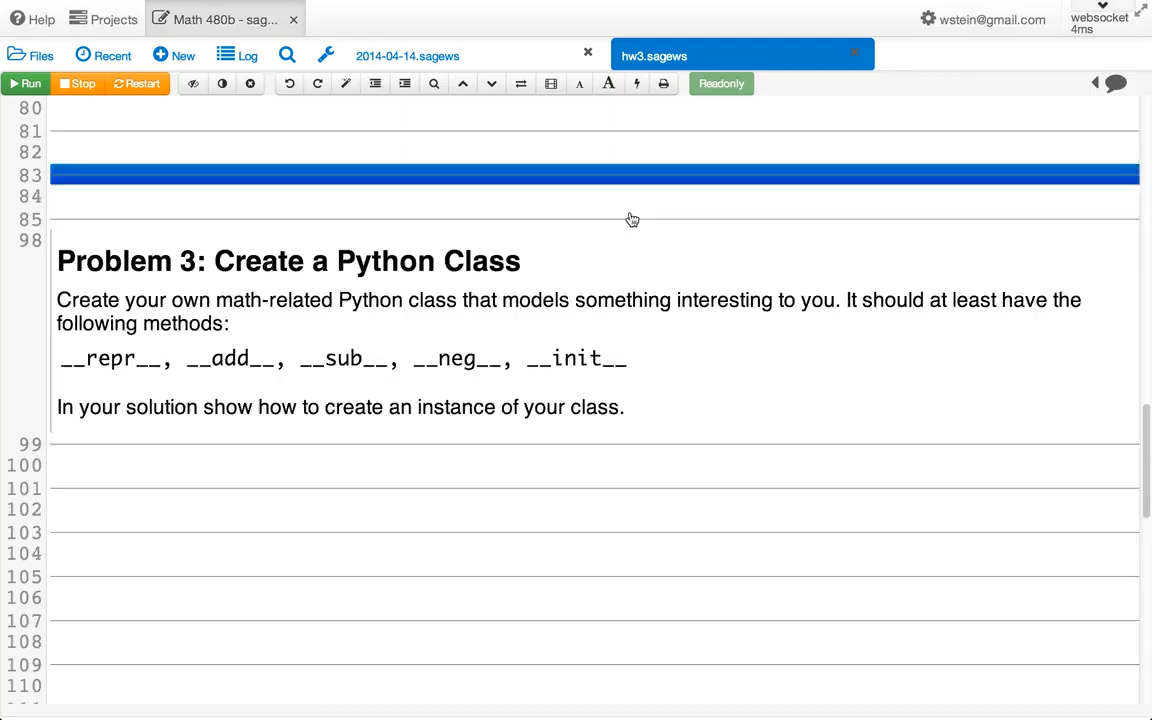 Help Projects Math 480b - sag... wstein@gmail.com websocket
4ms
Files Recent New Log 2014-04-14.sagews hw3.sagews
Run Stop Restart A A Readonly
80
81
82
83
84
85
98
Problem 3: Create a Python Class
Create your own math-related Python class that models something interesting to you. It should at least have the
following methods:
__repr__, __add__, __sub__, __neg__, __init__
In your solution show how to create an instance of your class.
99
100
101
102
103
104
105
106
107
108
109
110